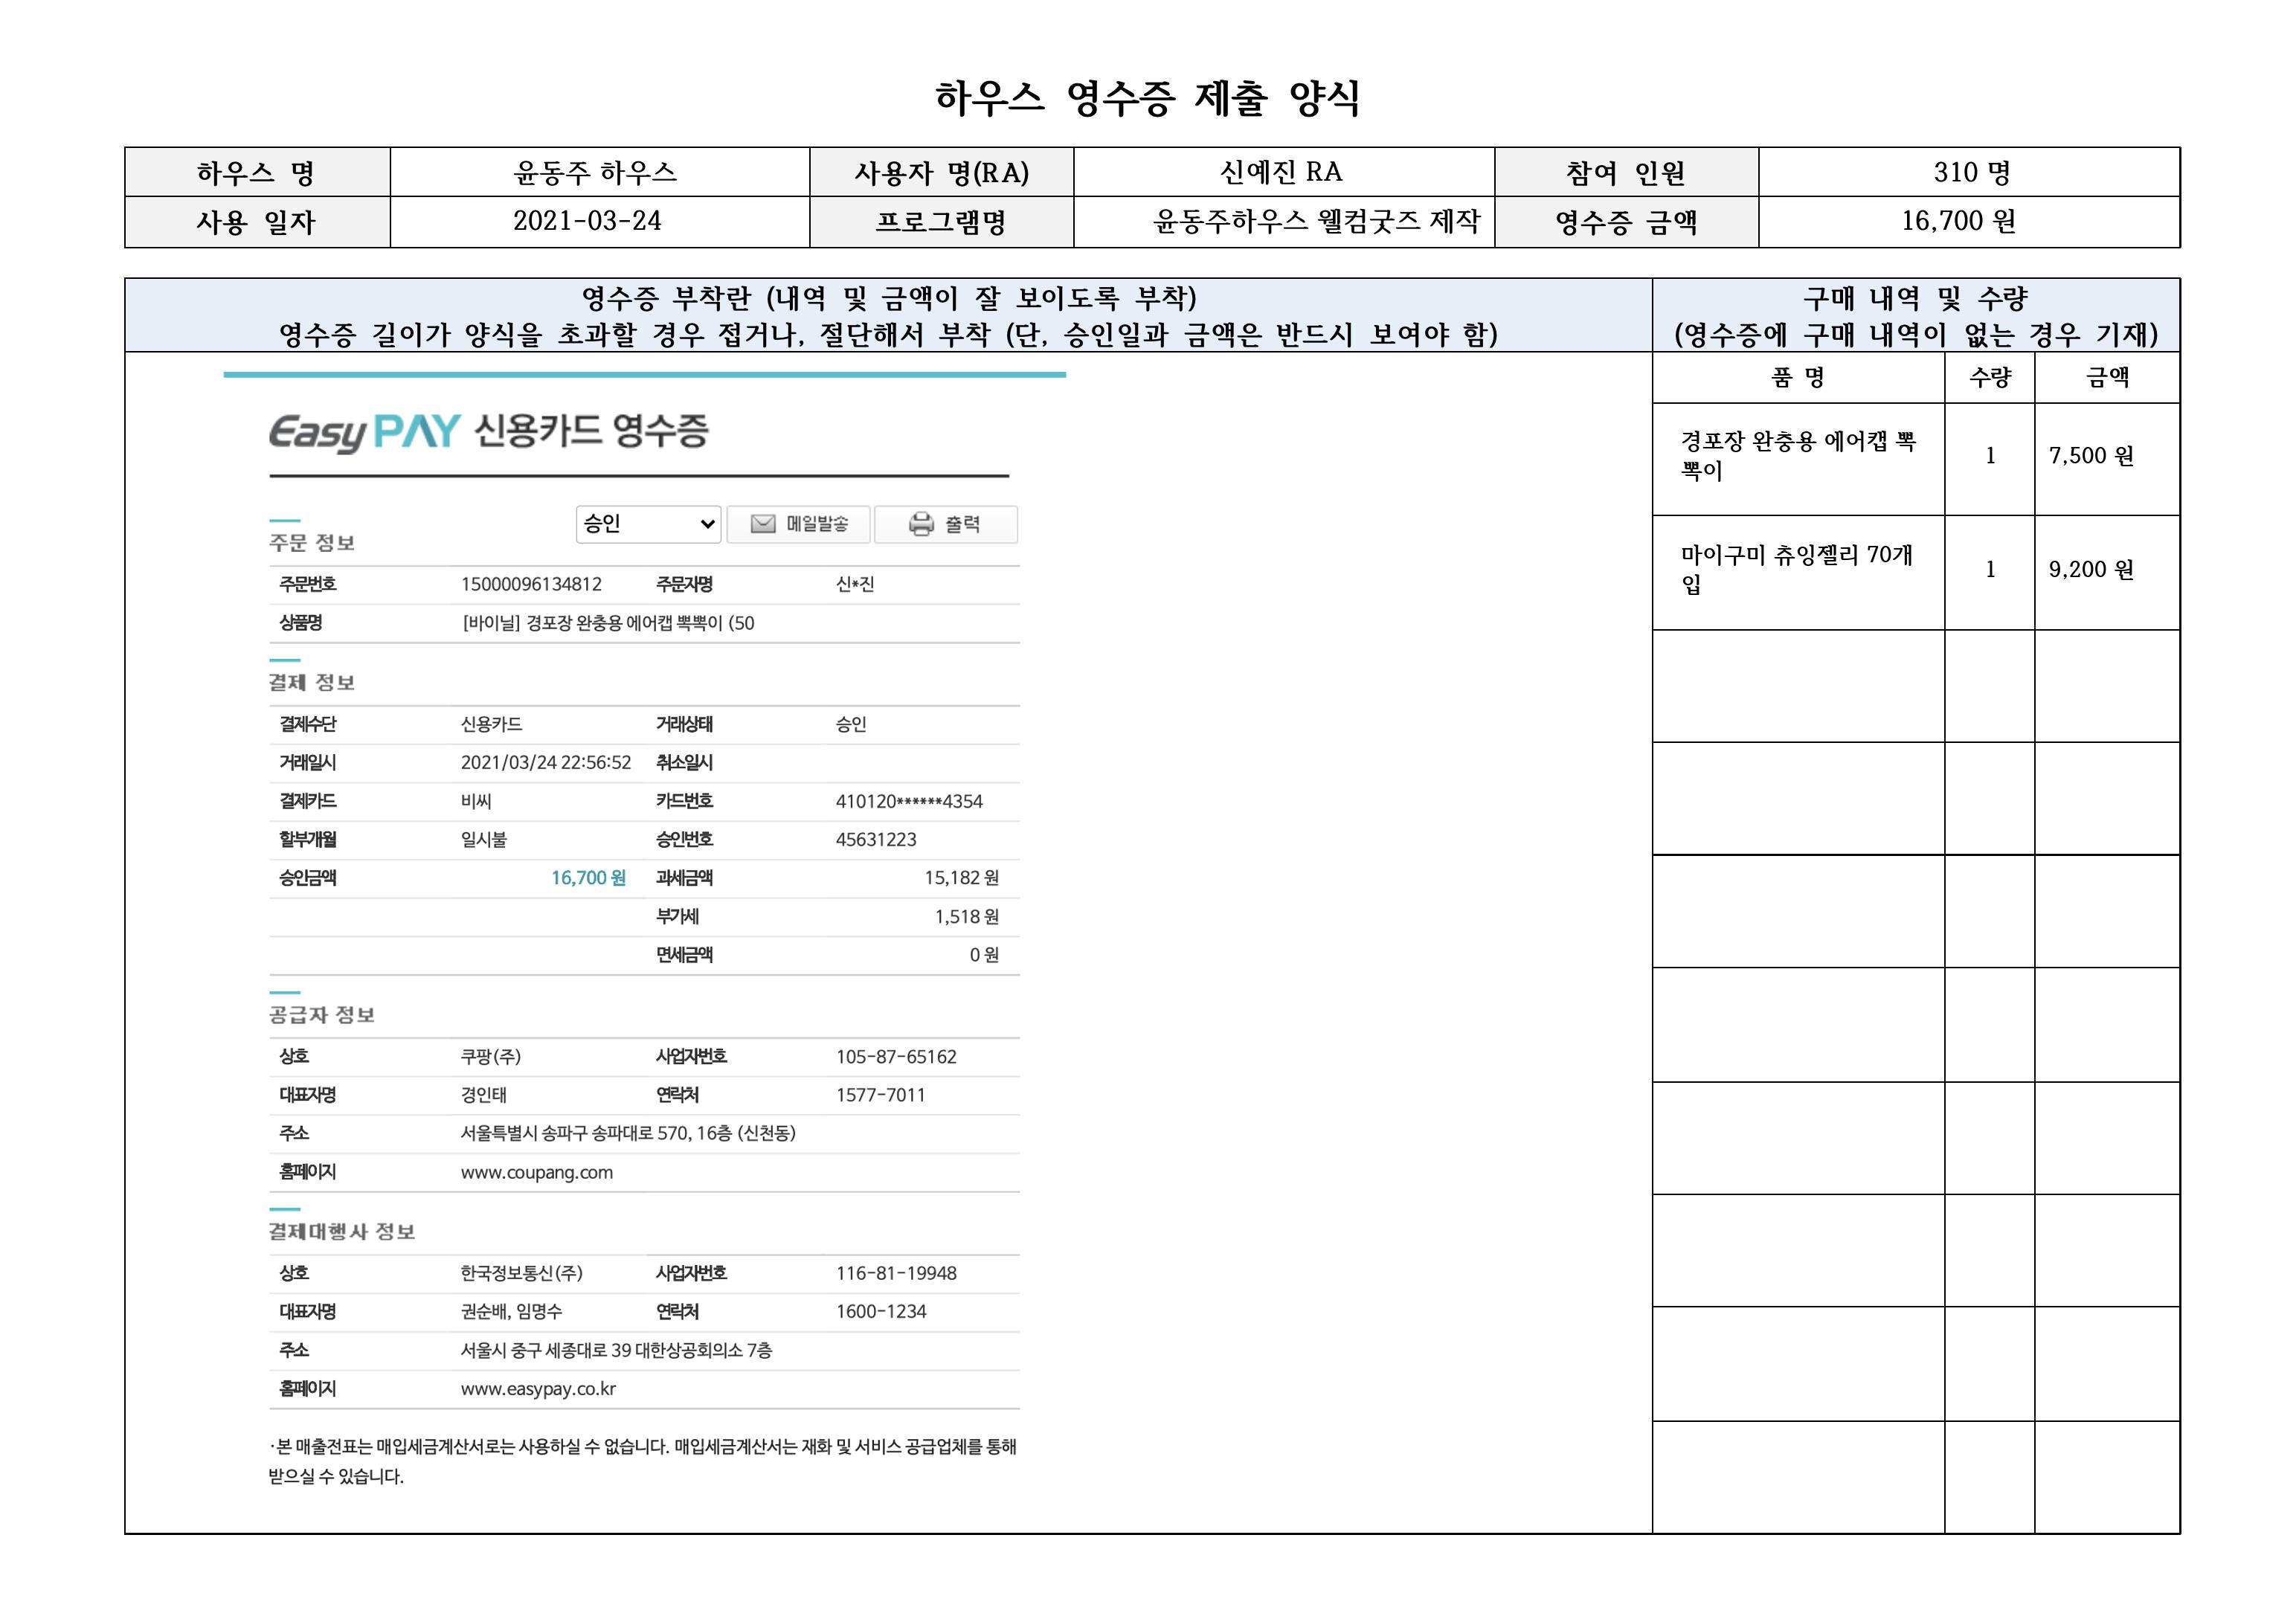 하우스 영수증 제출 양식
하우스 명 윤동주 하우스 사용자 명(RA) 신예진 RA 참여 인원 310 명
사용 일자 2021-03-24 프로그램명 윤동주하우스 웰컴굿즈 제작 영수증 금액 16,700 원
영수증 부착란 (내역 및 금액이 잘 보이도록 부착)
영수증 길이가 양식을 초과할 경우 접거나, 절단해서 부착 (단, 승인일과 금액은 반드시 보여야 함)
구매 내역 및 수량
(영수증에 구매 내역이 없는 경우 기재)
품 명 수량 금액
경포장 완충용 에어캡 뽁
뽁이 1 7,500 원
마이구미 츄잉젤리 70개
입 1 9,200 원
Easy PAY 신용카드 영수증
승인 메일발송 출력
주문 정보
주문번호 15000096134812 주문자명 신*진
상품명 [바이닐] 경포장 완충용 에어캡 뽁뽁이 (50
결제 정보
결제수단 신용카드 거래상태 승인
거래일시 2021/03/24 22:56:52 취소일시
결제카드 비씨 카드번호 410120******4354
할부개월 일시불 승인번호 45631223
승인금액 16,700 원 과세금액 15,182 원
부가세 1,518 원
면세금액 0 원
공급자 정보
상호 쿠팡(주) 사업자번호 105-87-65162
대표자명 경인태 연락처 1577-7011
주소 서울특별시 송파구 송파대로 570, 16층 (신천동)
홈페이지 www.coupang.com
결제대행사 정보
상호 한국정보통신(주) 사업자번호 116-81-19948
대표자명 권순배, 임명수 연락처 1600-1234
주소 서울시 중구 세종대로 39 대한상공회의소 7층
홈페이지 www.easypay.co.kr
·본 매출전표는 매입세금계산서로는 사용하실 수 없습니다. 매입세금계산서는 재화 및 서비스 공급업체를 통해
받으실 수 있습니다.